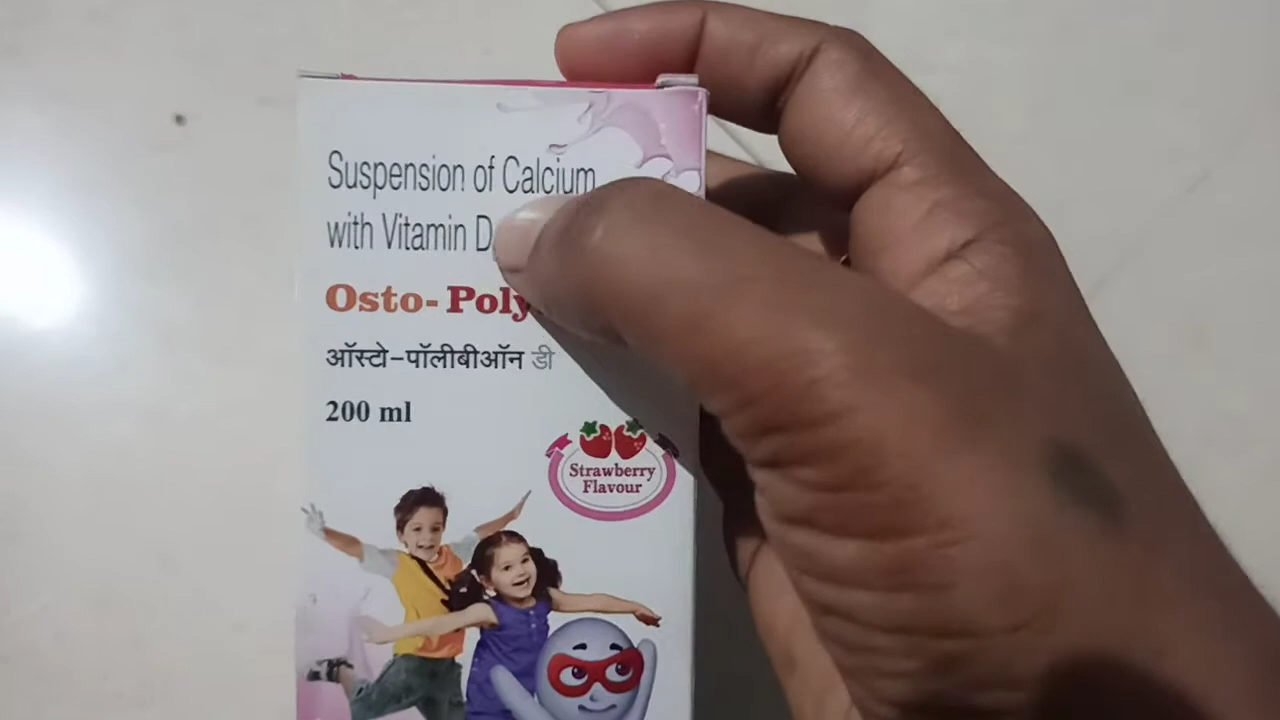 Suspension of Calcium
with Vitamin D
Osto-Poly
ऑस्टो-पॉलीबीऑन डी
200 ml
Strawberry
Flavour